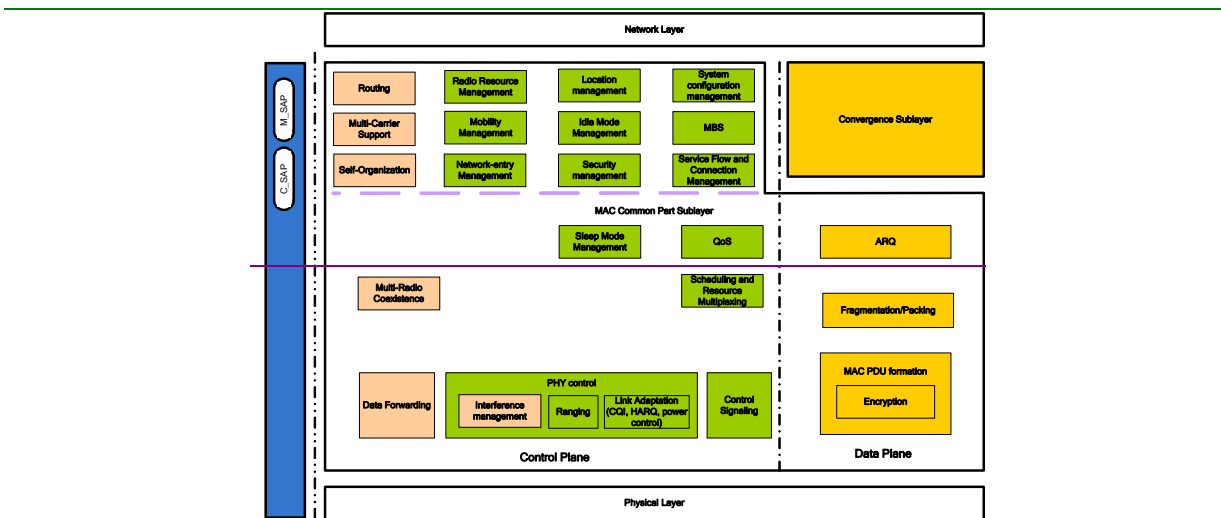 Network Layer
M_SAP
C_SAP
Routing
Radio Resource
Management
Location
management
System
configuration
management
Convergence Sublayer
Multi-Carrier
Support
Mobility
Management
Idle Mode
Management
MBS
Self-Organization
Network-entry
Management
Security
management
Service Flow and
Connection
Management
MAC Common Part Sublayer
Sleep Mode
Management
QoS
ARQ
Multi-Radio
Coexistence
Scheduling and
Resource
Multiplexing
Fragmentation/Packing
Data Forwarding
PHY control
Interference
management
Ranging
Link Adaptation
(CQI, HARQ, power
control)
Control
Signaling
MAC PDU formation
Encryption
Control Plane
Data Plane
Physical Layer